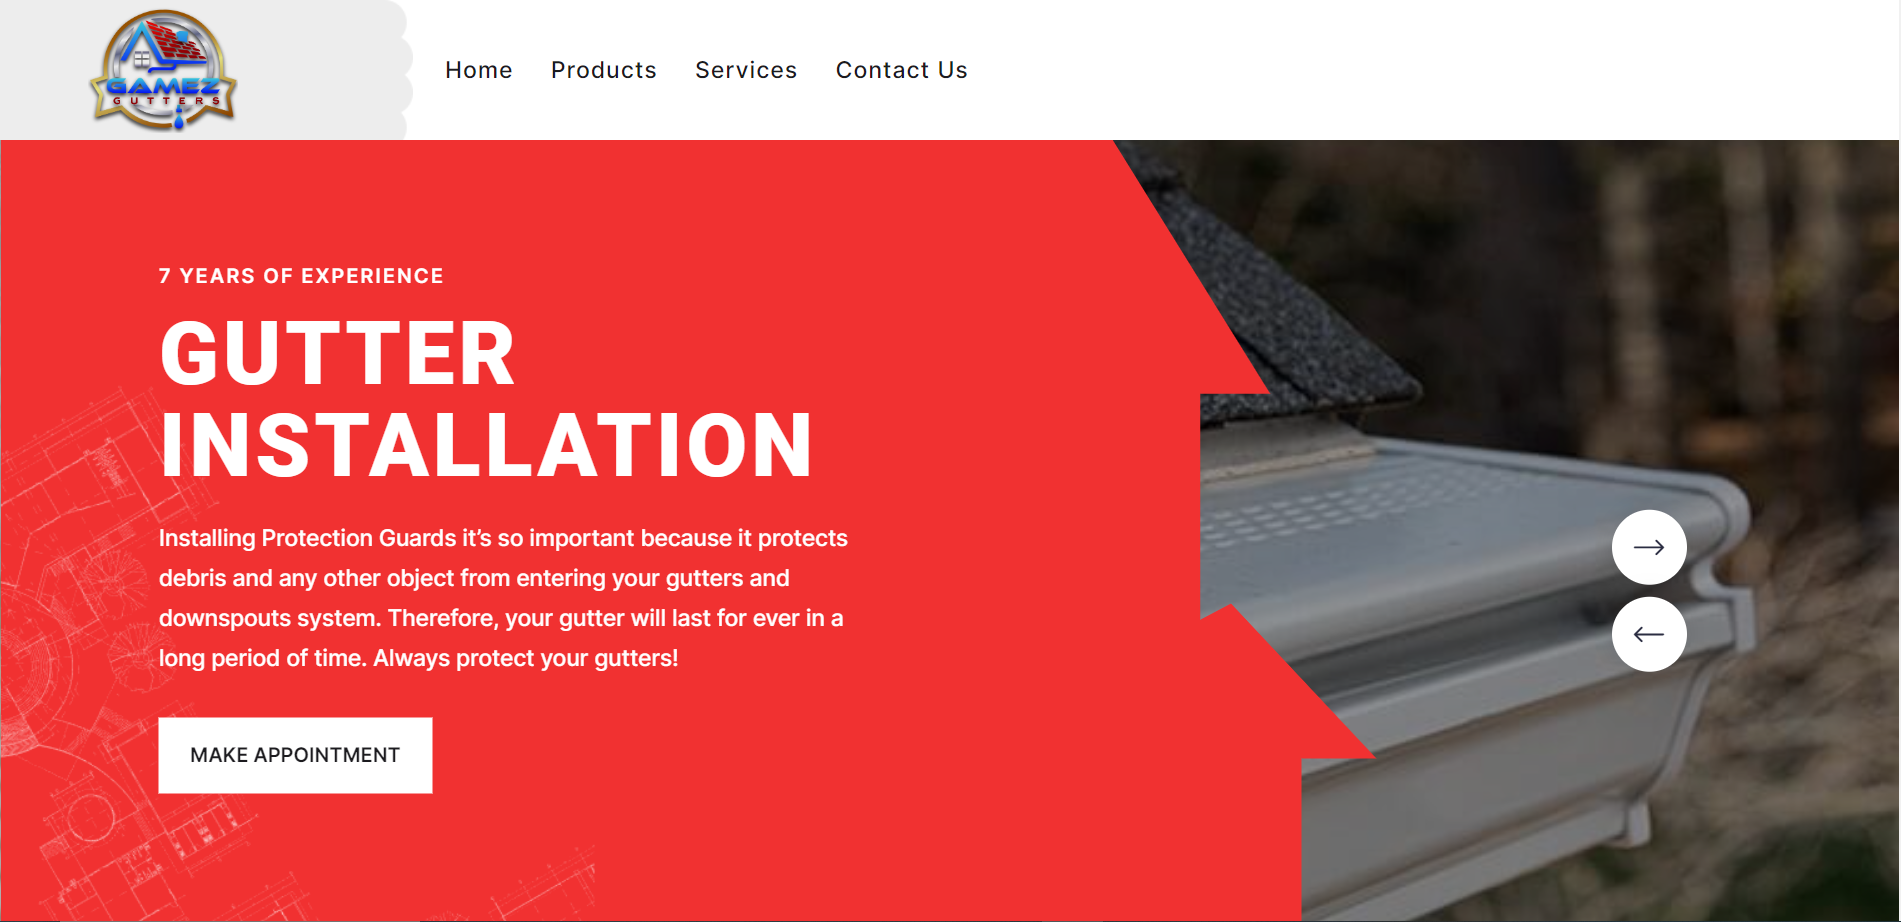 GAMEZ
GUTTERS
Home
Products
Services
Contact Us
7 YEARS OF EXPERIENCE
GUTTER
INSTALLATION
Installing Protection Guards it’s so important because it protects
debris and any other object from entering your gutters and
downspouts system. Therefore, your gutter will last for ever in a
long period of time. Always protect your gutters!
MAKE APPOINTMENT